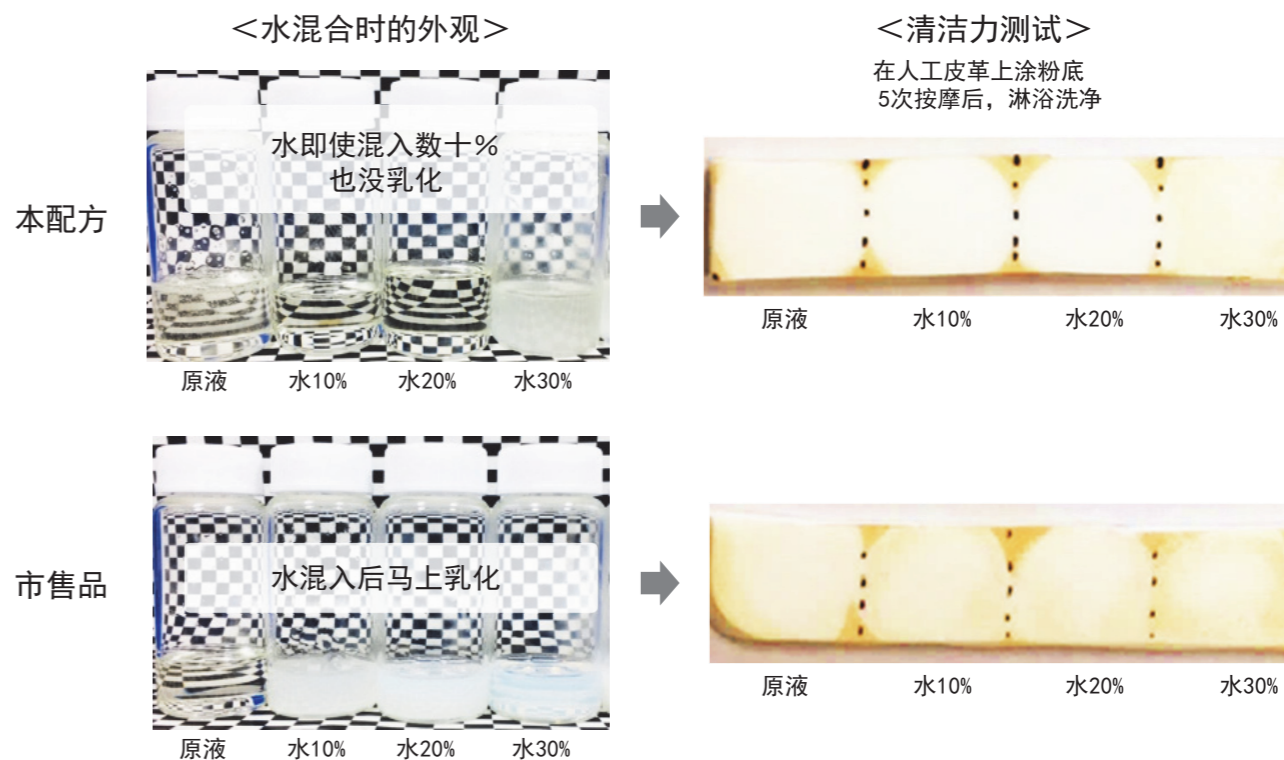 ＜水混合时的外观＞
＜清洁力测试＞
在人工皮革上涂粉底
5次按摩后，淋浴洗净
本配方
水即使混入数十%
也没乳化
原液 水10% 水20% 水30%
原液 水10% 水20% 水30%
市售品
水混入后马上乳化
原液 水10% 水20% 水30%
原液 水10% 水20% 水30%